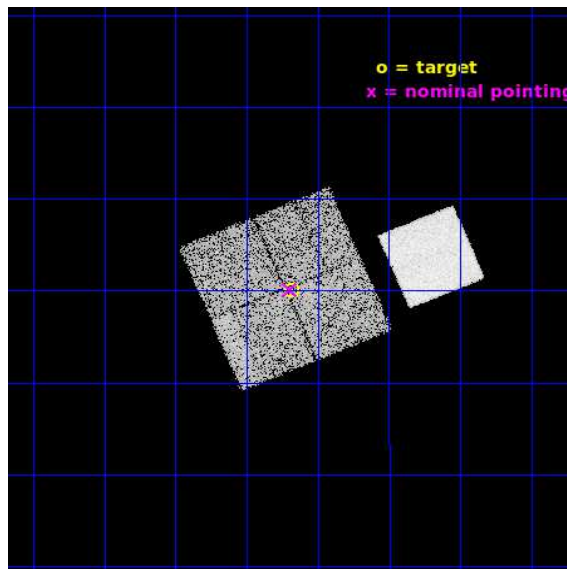 o = target
x = nominal pointing